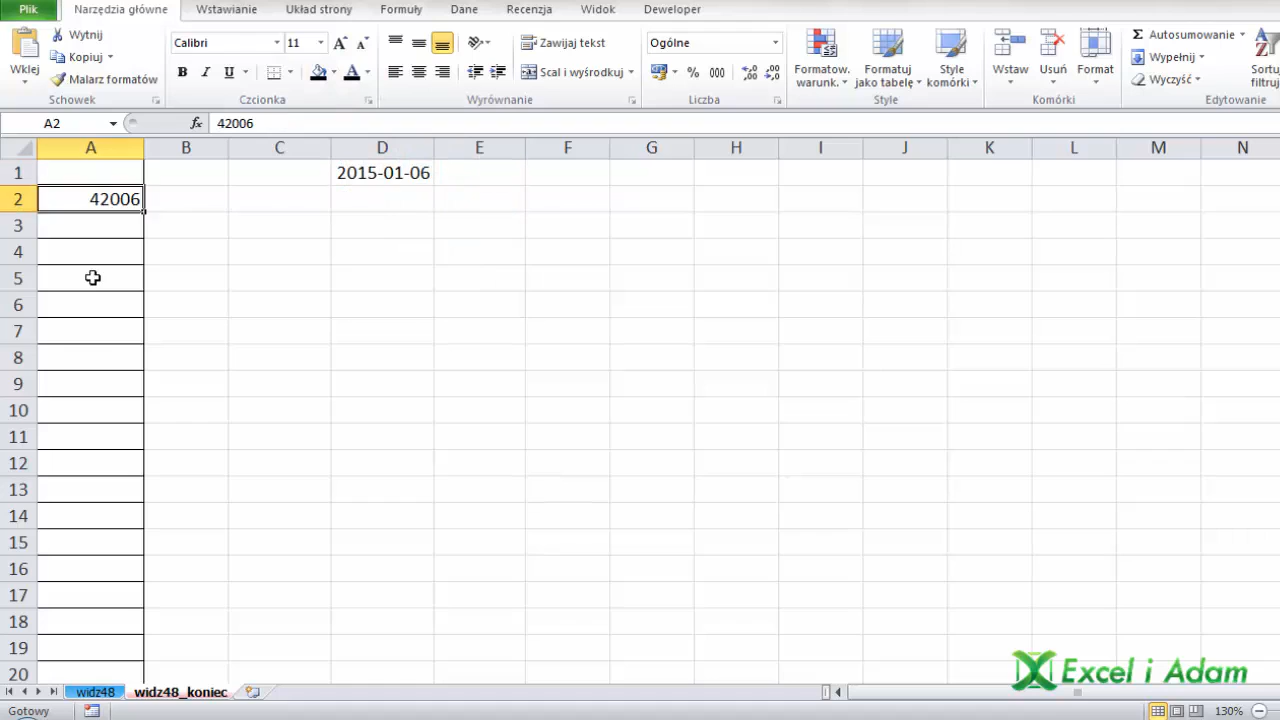 Plik Narzędzia główne Wstawianie Układ strony Formuły Dane Recenzja Widok Deweloper
Wklej
Wytnij
Kopiuj
Malarz formatów
Schowek
Calibri 11
B I U A
Czcionka
Zawijaj tekst
Scal i wyśrodkuj
Wyrównanie
Ogólne
% 000
Liczba
Formatow. warunk.
Formatuj jako tabelę
Style komórki
Style
Wstaw Usuń Format
Komórki
Σ Autosumowanie
Wypełnij
Wyczyść
Edytowanie
A2 fx 42006
A B C D E F G H I J K L M N
1 2015-01-06
2 42006
3
4
5
6
7
8
9
10
11
12
13
14
15
16
17
18
19
20
Excel i Adam
widz48 widz48_koniec
Gotowy 130%